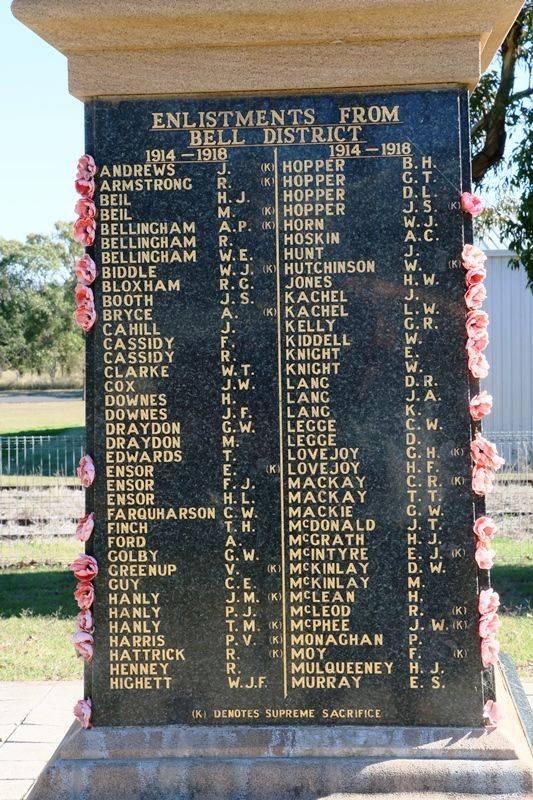 ENLISTMENTS FROM
BELL DISTRICT
1914 – 1918
ANDREWS J. (K)
ARMSTRONG R. (K)
BEIL H.J.
BEIL M. (K)
BELLINGHAM A.P. (K)
BELLINGHAM R.
BELLINGHAM W.E.
BIDDLE W.J. (K)
BLOXHAM R.G.
BOOTH J.S.
BRYCE A. (K)
CAHILL J.
CASSIDY F.
CASSIDY R.
CLARKE W.T.
COX J.W.
DOWNES H.
DOWNES J.F.
DRAYDON G.W.
DRAYDON M.
EDWARDS T.
ENSOR E. (K)
ENSOR F.J.
ENSOR H.L.
FARQUHARSON C.W.
FINCH T.H.
FORD A.
GOLBY G.W.
GREENUP V. (K)
GUY C.E.
HANLY J.M. (K)
HANLY P.J.
HANLY T.M. (K)
HARRIS P.V. (K)
HATTRICK R. (K)
HENNEY R.
HIGHETT W.J.F.
1914 – 1918
HOPPER B.H.
HOPPER G.T.
HOPPER D.L.
HOPPER J.S. (K)
HORN W.J.
HOSKIN A.C.
HUNT J.
HUTCHINSON W. (K)
JONES H.W.
KACHEL J.
KACHEL L.W.
KELLY G.R.
KIDDELL W.
KNIGHT E.
KNIGHT W.
LANG D.R.
LANG J.A.
LANG K.
LEGGE C.W.
LEGGE D.
LOVEJOY G.H. (K)
LOVEJOY H.F.
MACKAY C.R. (K)
MACKAY T.T.
MACKIE G.W.
McDONALD J.T.
McGRATH H.J.
McINTYRE E.J. (K)
McKINLAY D.W.
McKINLAY M.
McLEAN H.
McLEOD R. (K)
McPHEE J.W. (K)
MONAGHAN P.
MOY F. (K)
MULQUEENEY H.J.
MURRAY E.S.
(K) DENOTES SUPREME SACRIFICE